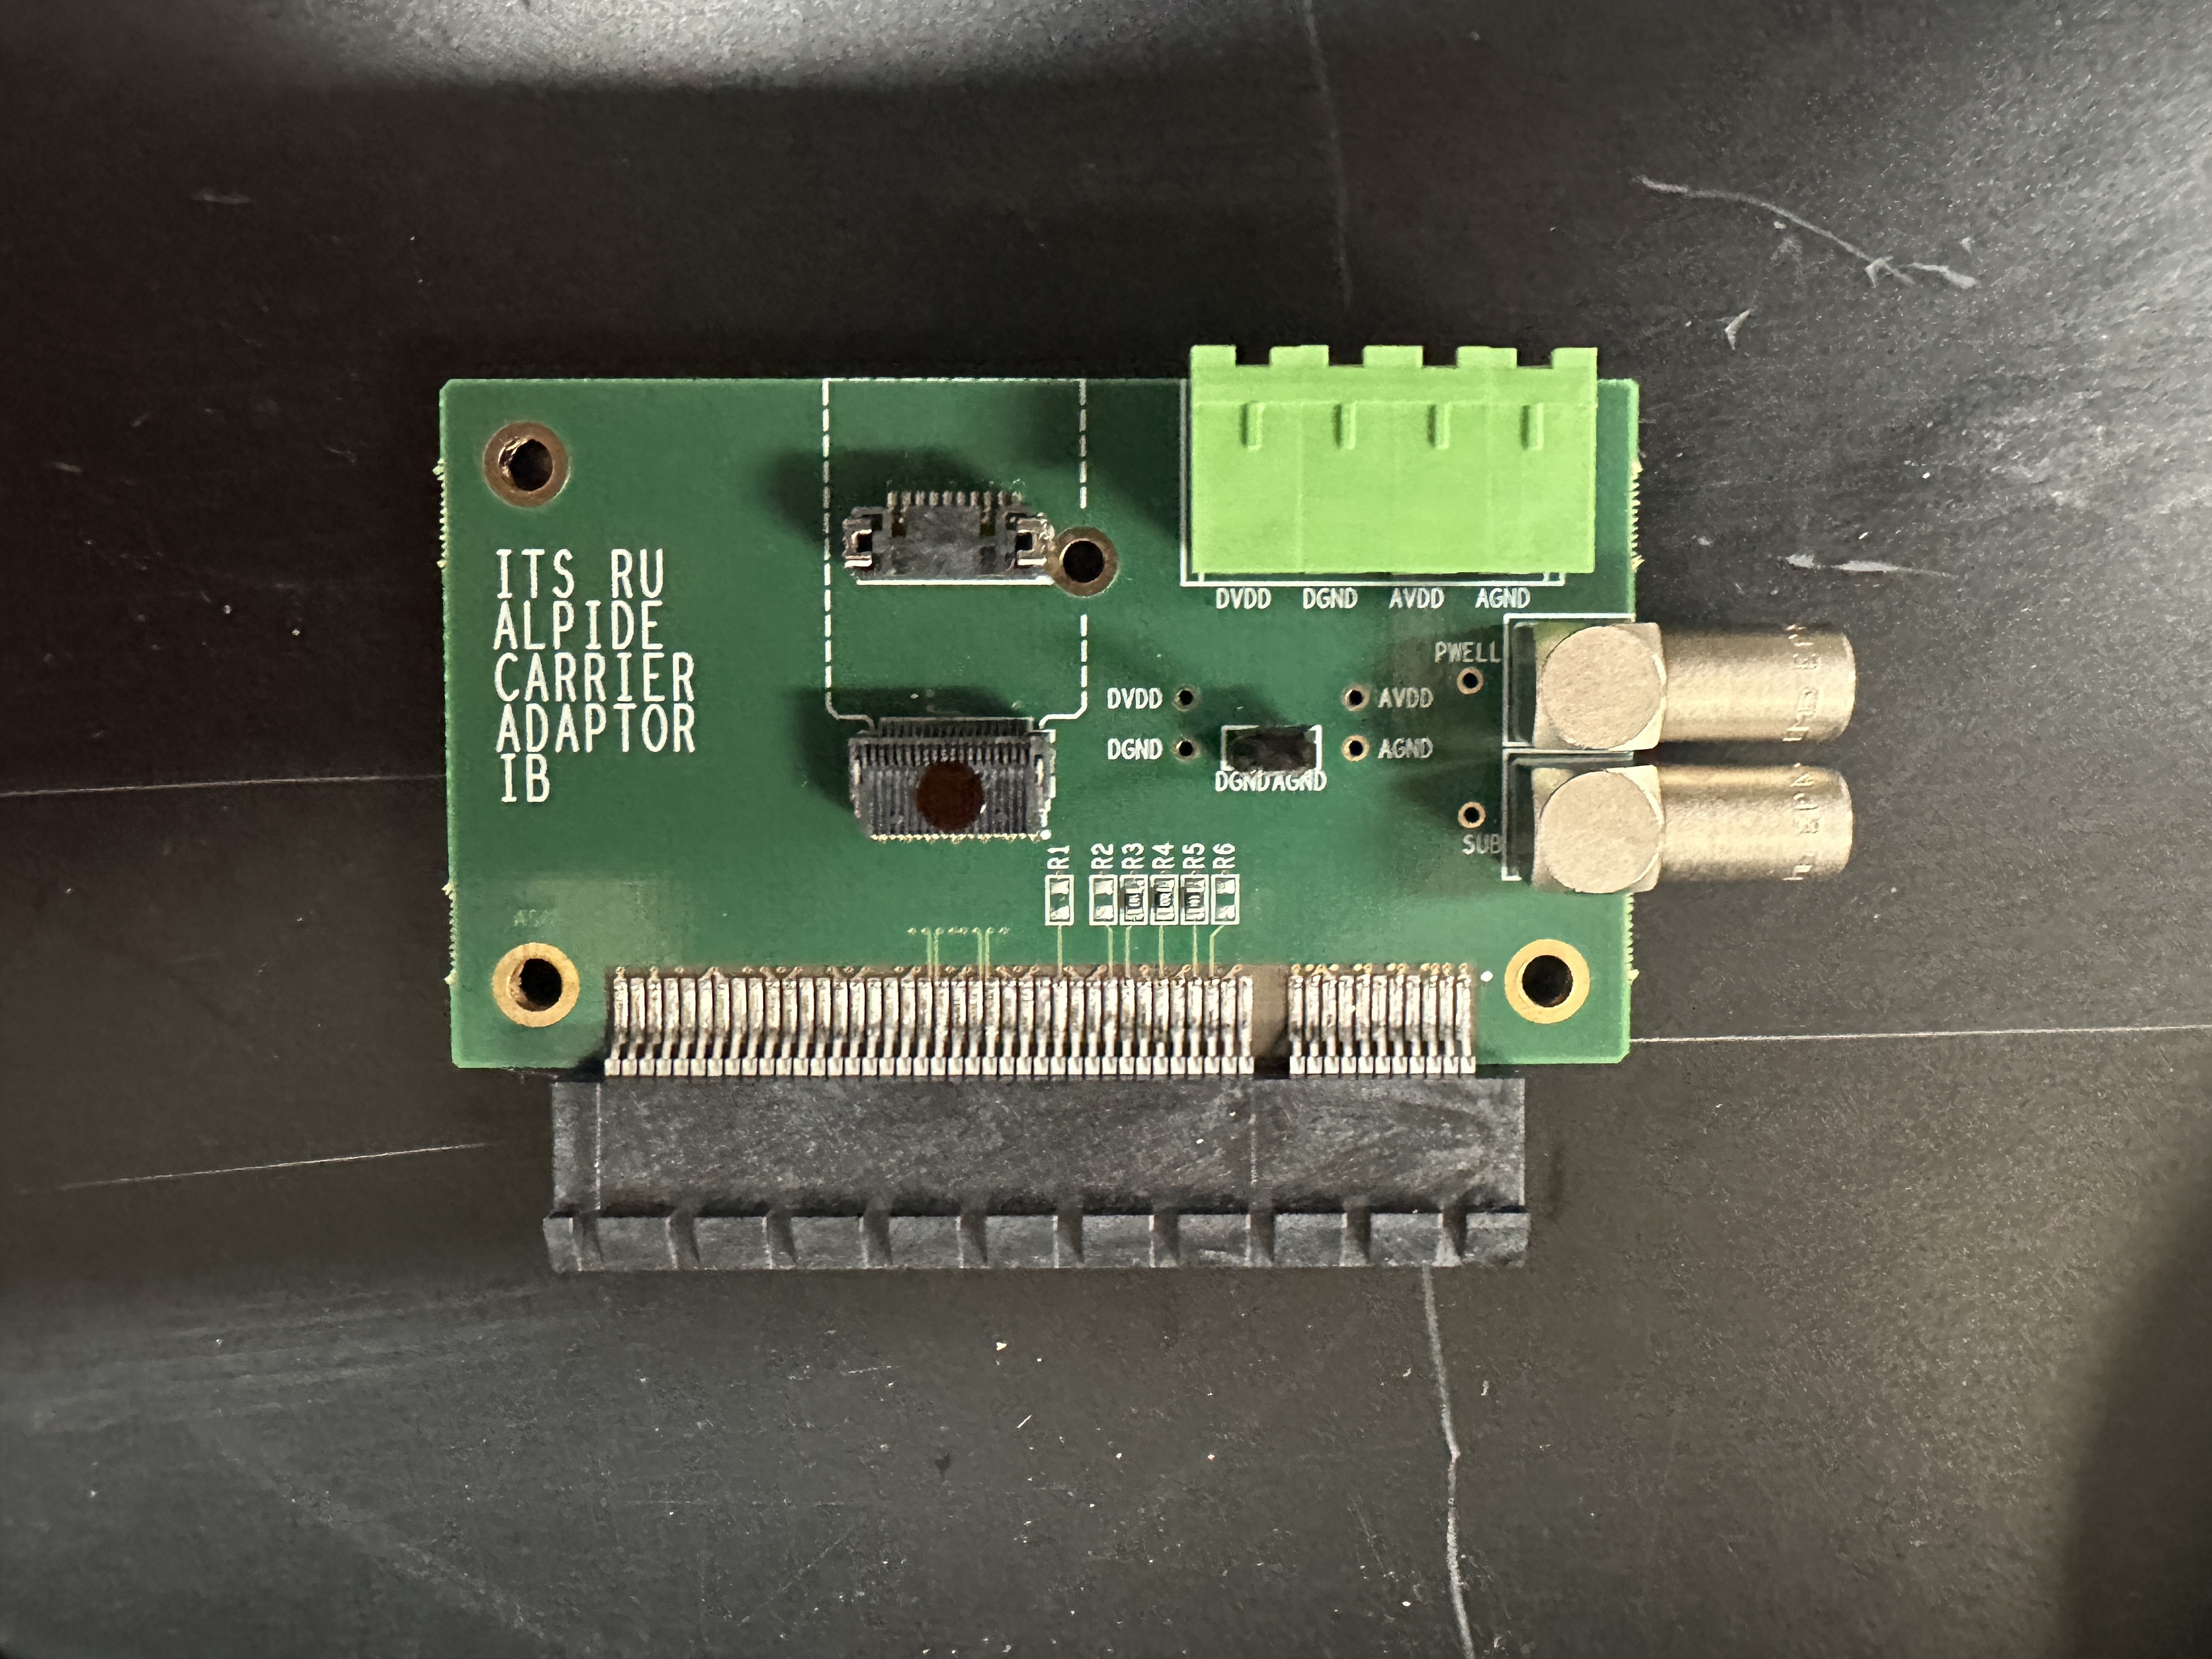 ITS RU
ALPIDE
CARRIER
ADAPTOR
IB
DVDD DGND AVDD AGND
PWELL
DVDD AVDD
DGND AGND
DGND AGND
SUB
R1 R2 R3 R4 R5 R6